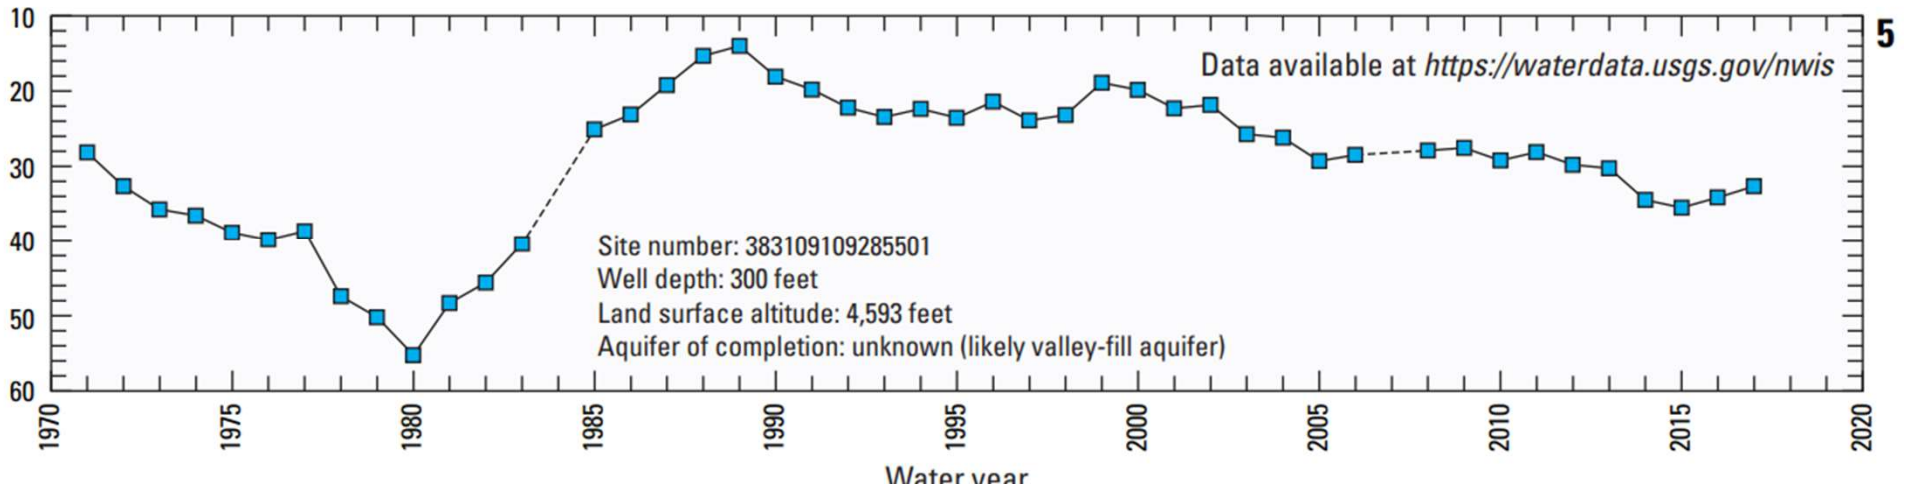 10
5
Data available at https://waterdata.usgs.gov/nwis
20
30
40
Site number: 383109109285501
Well depth: 300 feet
50
Land surface altitude: 4,593 feet
Aquifer of completion: unknown (likely valley-fill aquifer)
60
1970 1975 1980 1985 1990 1995 2000 2005 2010 2015 2020
Water year